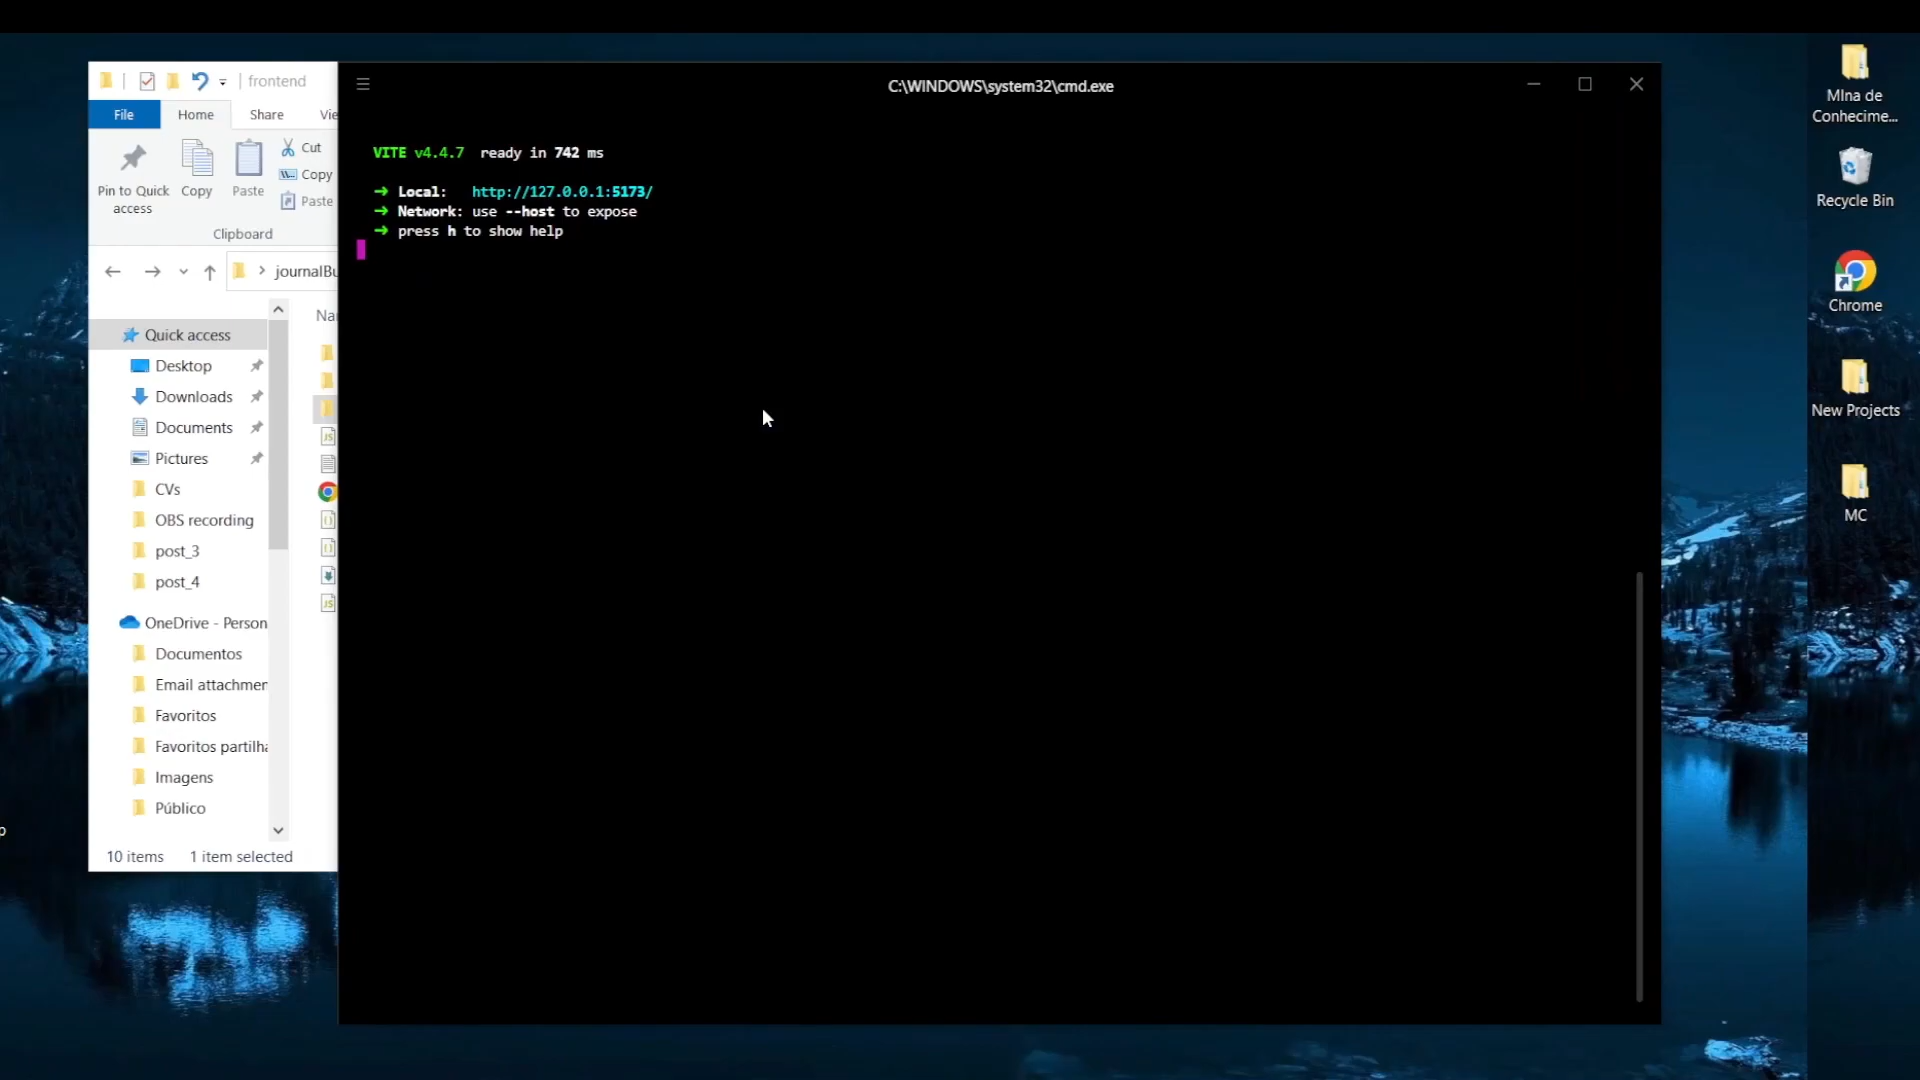 frontend
File
Home
Share
Pin to Quick access
Copy
Paste
Cut
Copy
Paste
Clipboard
Quick access
Desktop
Downloads
Documents
Pictures
CVs
OBS recording
post_3
post_4
OneDrive - Person
Documentos
Email attachmen
Favoritos
Favoritos partilha
Imagens
Público
10 items
1 item selected
C:\WINDOWS\system32\cmd.exe
VITE v4.4.7 ready in 742 ms
➜ Local: http://127.0.0.1:5173/
➜ Network: use --host to expose
➜ press h to show help
MIna de
Conhecime...
Recycle Bin
Chrome
New Projects
MC